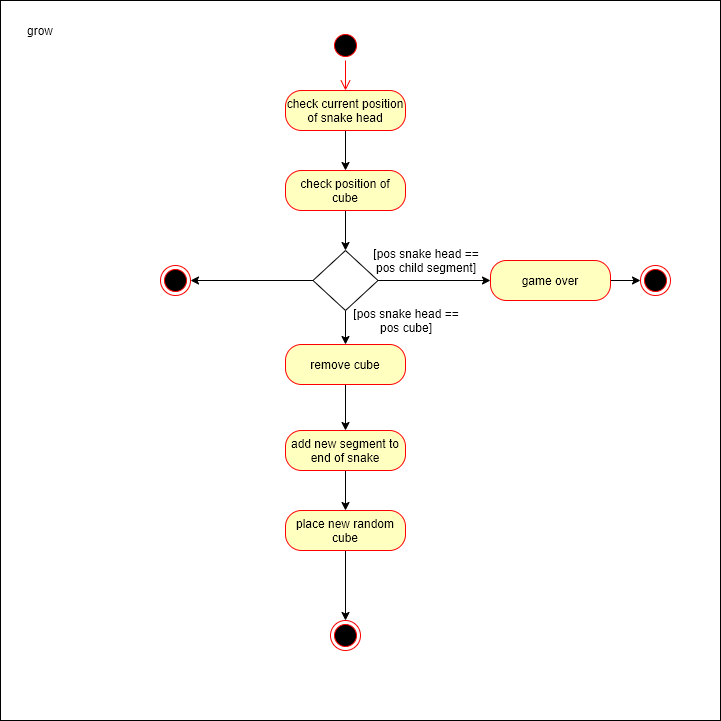 grow
check current position
of snake head
check position of
cube
[pos snake head ==
pos child segment]
game over
[pos snake head ==
pos cube]
remove cube
add new segment to
end of snake
place new random
cube